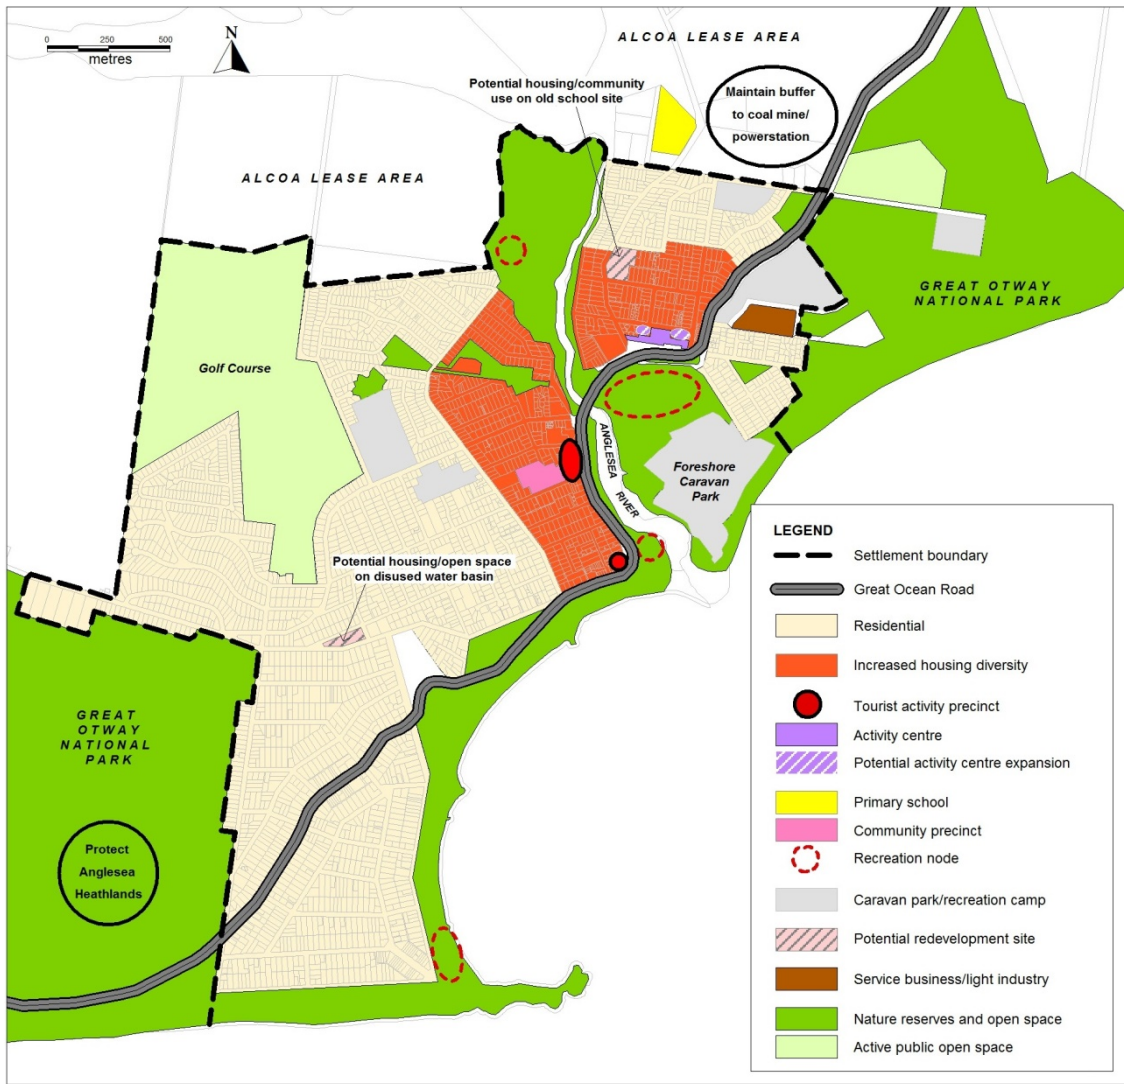 0 250 500
metres
N
ALCOA LEASE AREA
Potential housing/community
use on old school site
Maintain buffer
to coal mine/
powerstation
ALCOA LEASE AREA
GREAT OTWAY
NATIONAL PARK
Golf Course
ANGLESEA
RIVER
Foreshore
Caravan
Park
Potential housing/open space
on disused water basin
GREAT
OTWAY
NATIONAL
PARK
Protect
Anglesea
Heathlands
LEGEND
Settlement boundary
Great Ocean Road
Residential
Increased housing diversity
Tourist activity precinct
Activity centre
Potential activity centre expansion
Primary school
Community precinct
Recreation node
Caravan park/recreation camp
Potential redevelopment site
Service business/light industry
Nature reserves and open space
Active public open space